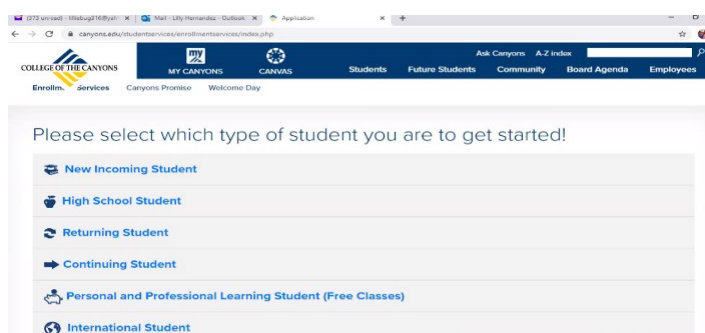 (373 unread) - lilliebug316@yah
Mail - Lilly Hernandez - Outlook
Application
canyons.edu/studentservices/enrollmentservices/index.php
Ask Canyons A-Z Index
my
COLLEGE OF THE CANYONS
MY CANYONS CANVAS Students Future Students Community Board Agenda Employees
Services Canyons Promise Welcome Day
Please select which type of student you are to get started!
New Incoming Student
High School Student
Returning Student
Continuing Student
Personal and Professional Learning Student (Free Classes)
International Student